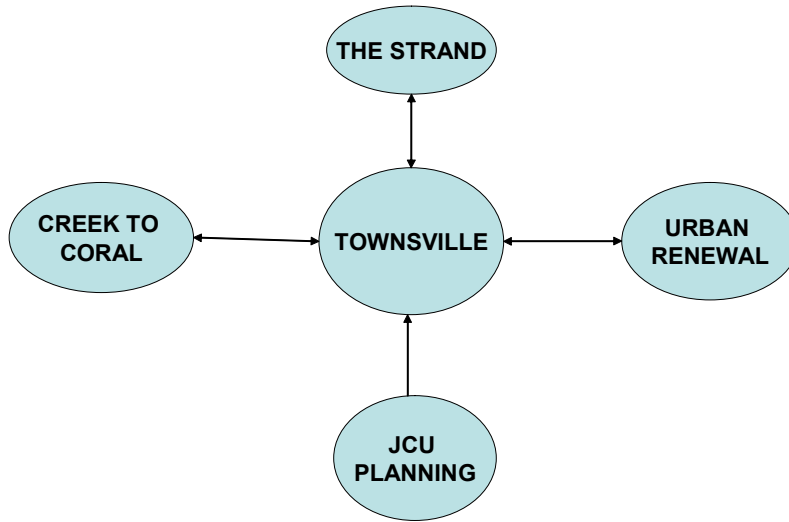 THE STRAND
CREEK TO
CORAL
TOWNSVILLE
URBAN
RENEWAL
JCU
PLANNING